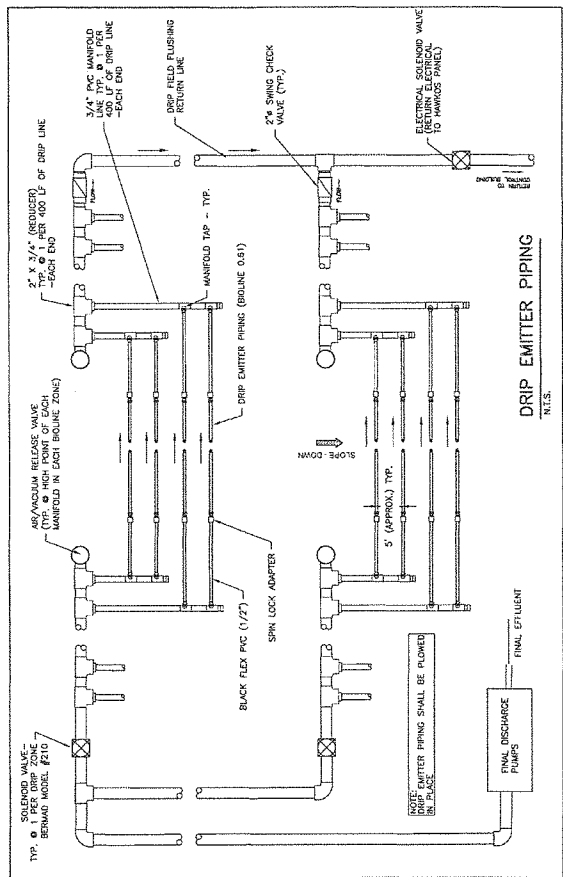 SOLENOID VALVE-
TYP. @ 1 PER DRIP ZONE
BERMAD MODEL #210
AIR/VACUUM RELEASE VALVE
(TYP. @ HIGH POINT OF EACH
MANIFOLD IN EACH BIOLINE ZONE)
2" X 3/4" (REDUCER)
TYP. @ 1 PER 400 LF OF DRIP LINE
-EACH END
3/4" PVC MANIFOLD
LINE TYP. @ 1 PER
400 LF OF DRIP LINE
-EACH END
DRIP FIELD FLUSHING
RETURN LINE
FLOW
2"ø SWING CHECK
VALVE (TYP.)
MANIFOLD TAP - TYP.
DRIP EMITTER PIPING (BIOLINE 0.61)
SPIN LOCK ADAPTER
BLACK FLEX PVC (1/2")
SLOPE-DOWN
5' (APPROX.) TYP.
FLOW
ELECTRICAL SOLENOID VALVE
(RETURN ELECTRICAL
TO HAWKOS PANEL)
RETURN TO
CONTROL BUILDING
NOTE:
DRIP EMITTER PIPING SHALL BE PLOWED
IN PLACE
FINAL DISCHARGE
PUMPS
FINAL EFFLUENT
DRIP EMITTER PIPING
N.T.S.